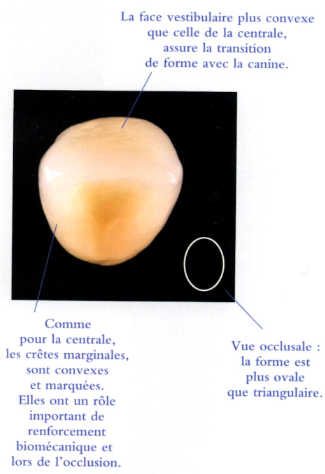 La face vestibulaire plus convexe
que celle de la centrale,
assure la transition
de forme avec la canine.
Comme
pour la centrale,
les crêtes marginales,
sont convexes
et marquées.
Elles ont un rôle
important de
renforcement
biomécanique et
lors de l'occlusion.
Vue occlusale :
la forme est
plus ovale
que triangulaire.